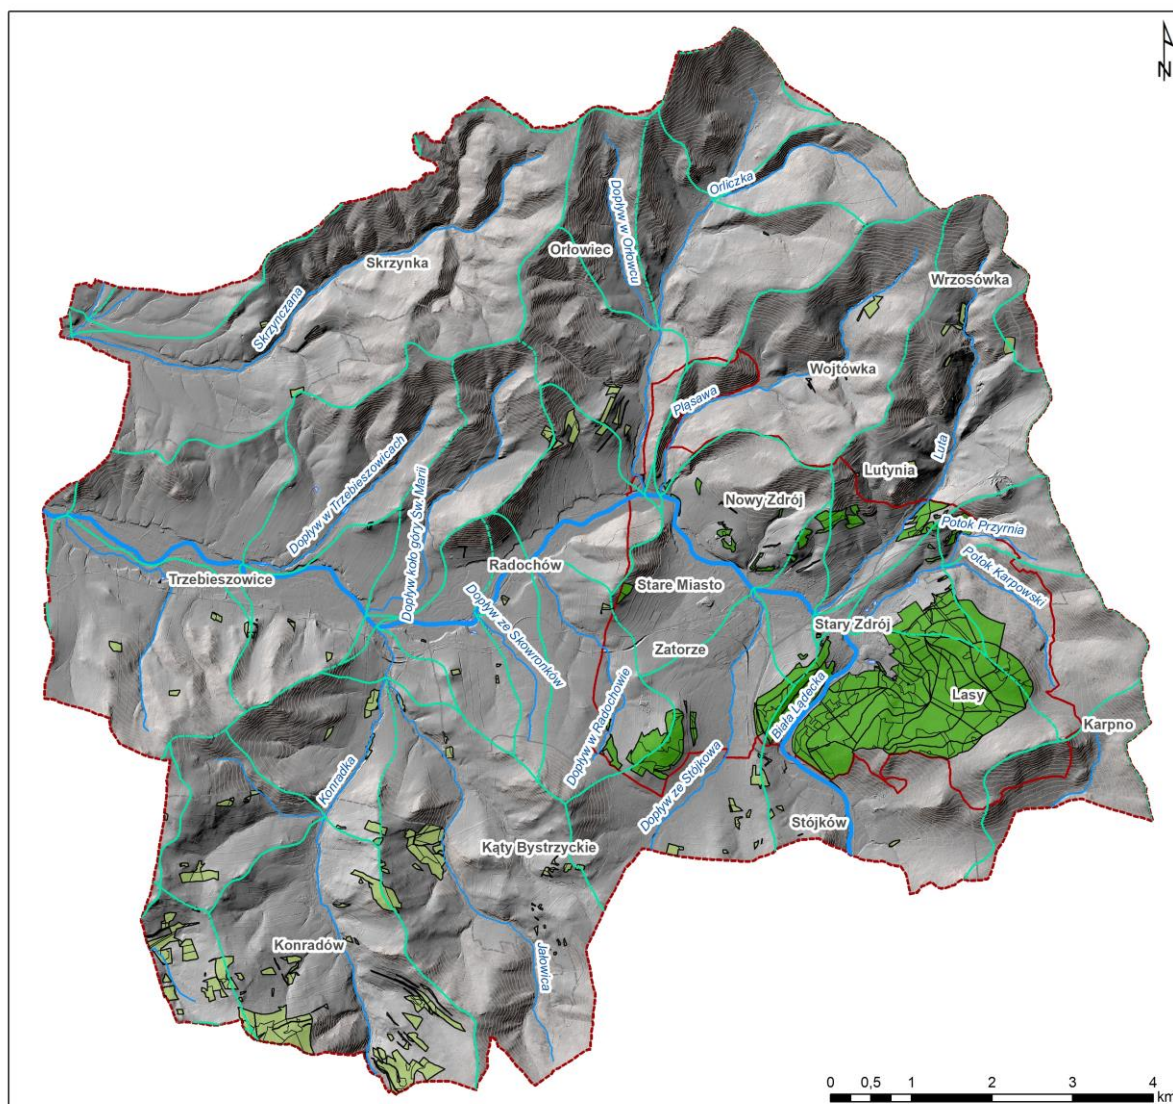 N
Orliczka
Dopływ w Orłowcu
Orłowiec
Skrzynka
Wrzosówka
Skrzynczana
Wojtówka
Pląsawa
Luta
Lutynia
Dopływ w Trzebieszowicach
Dopływ koło góry Św. Marii
Nowy Zdrój
Potok Przyrnia
Radochów
Trzebieszowice
Stare Miasto
Potok Karpowski
Dopływ ze Skowronków
Stary Zdrój
Zatorze
Dopływ w Radochowie
Biała Lądecka
Lasy
Karpno
Konradka
Dopływ ze Stójkowa
Stójków
Kąty Bystrzyckie
Konradów
Jałowica
0 0,5 1 2 3 4
km